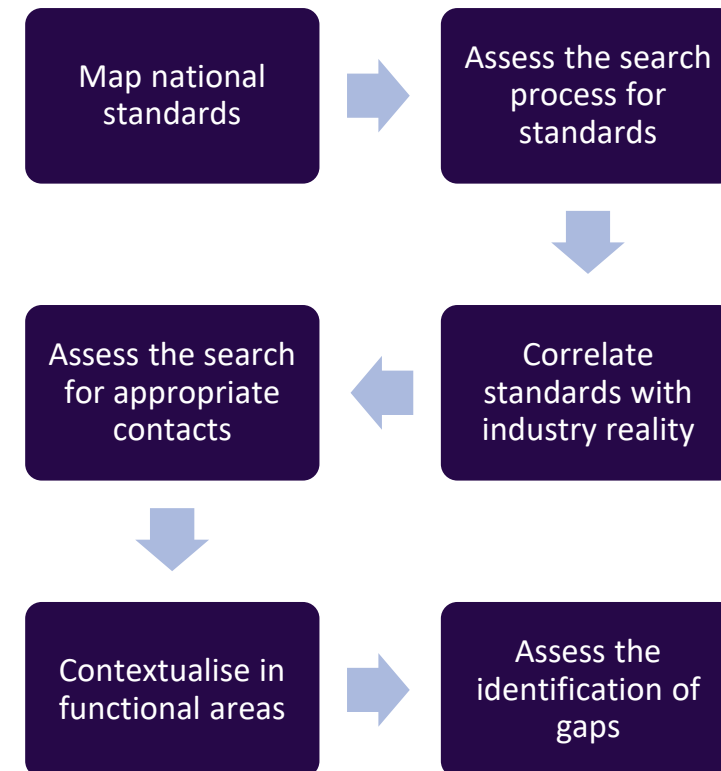 Map national
standards
Assess the search
process for
standards
Correlate
standards with
industry reality
Assess the search
for appropriate
contacts
Contextualise in
functional areas
Assess the
identification of
gaps